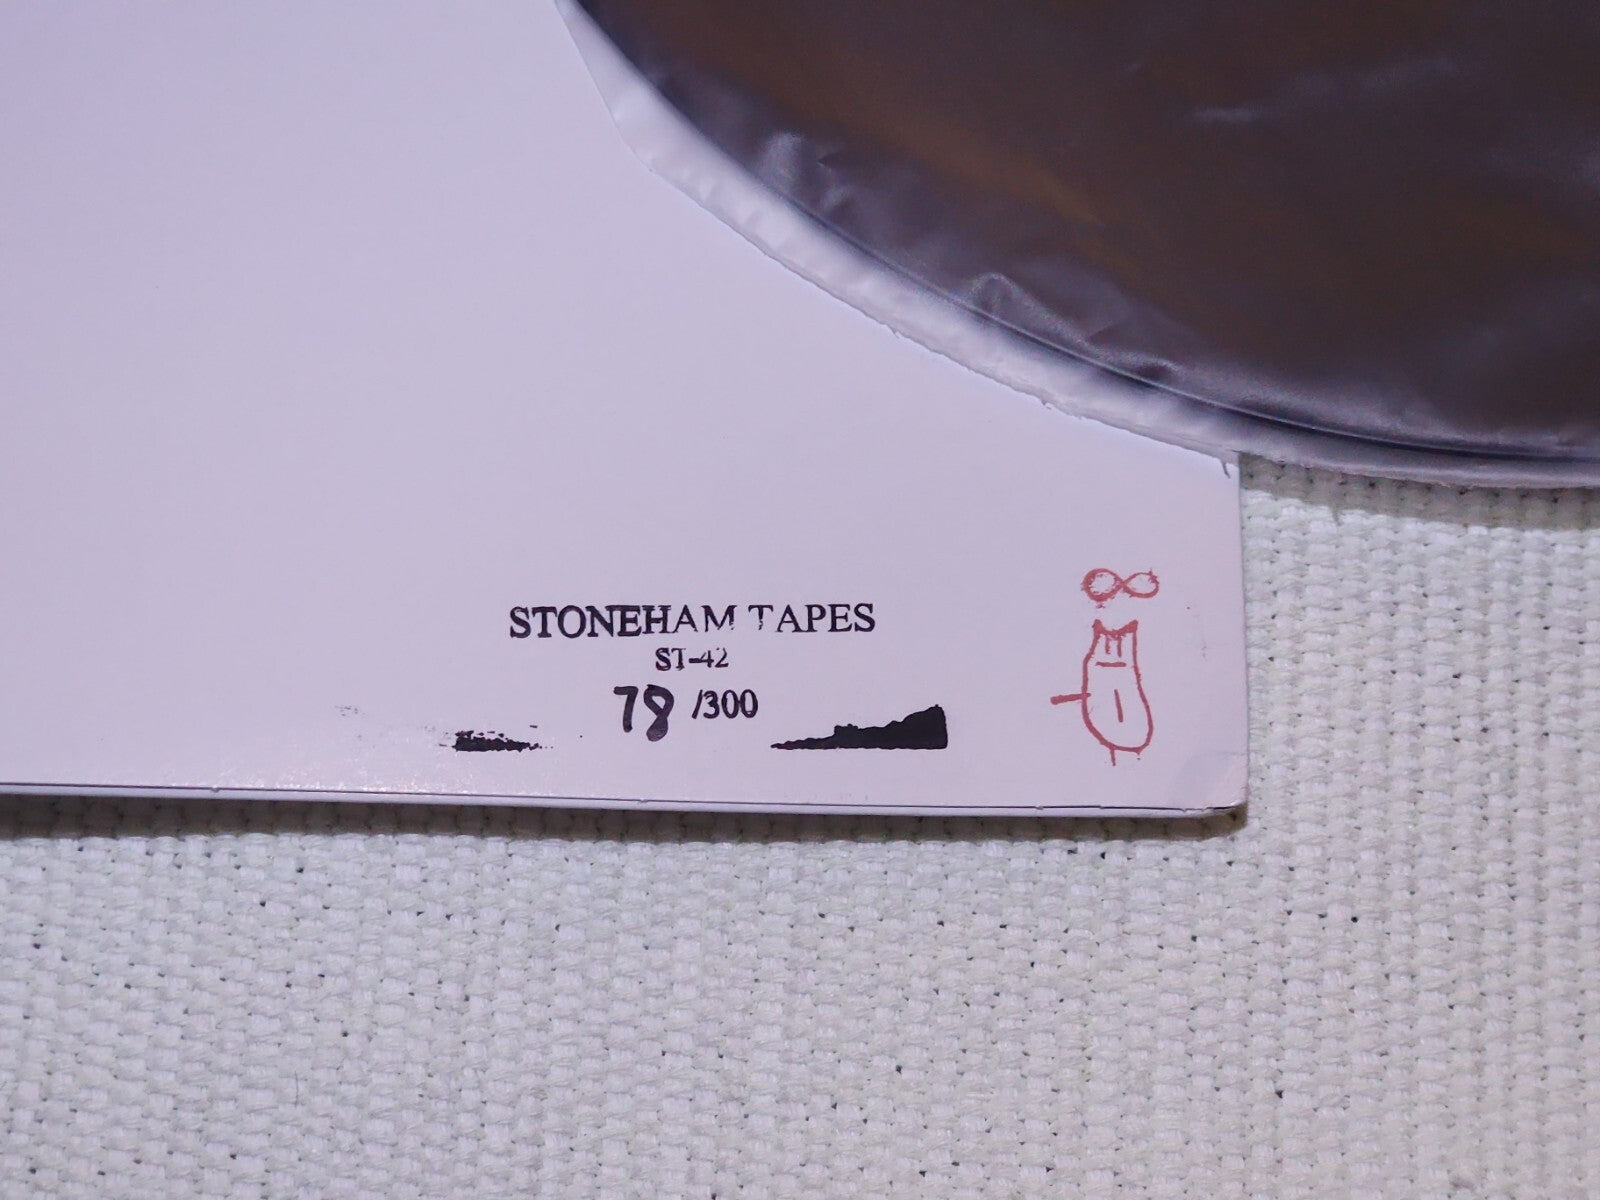 STONEHAM TAPES
ST-42
78 /300